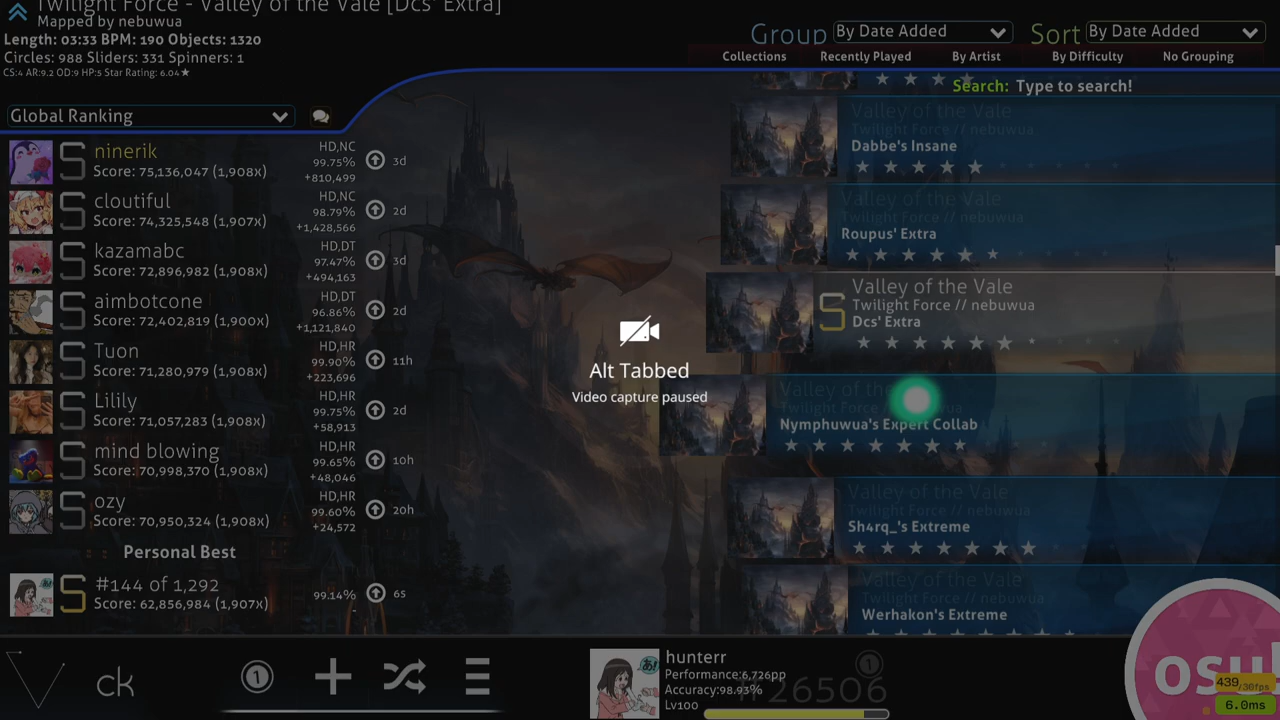 Twilight Force - Valley of the Vale [Dcs' Extra]
Mapped by nebuwua
Length: 03:33 BPM: 190 Objects: 1320
Circles: 988 Sliders: 331 Spinners: 1
CS:4 AR:9.2 OD:9 HP:5 Star Rating: 6.04★
Group By Date Added
Sort By Date Added
Collections
Recently Played
By Artist
By Difficulty
No Grouping
Search: Type to search!
Global Ranking
ninerik
Score: 75,136,047 (1,908x)
HD,NC
99.75%
+810,499
3d
cloutiful
Score: 74,325,548 (1,907x)
HD,NC
98.79%
+1,428,566
2d
kazamabc
Score: 72,896,982 (1,908x)
HD,DT
97.47%
+494,163
3d
aimbotcone
Score: 72,402,819 (1,900x)
HD,DT
96.86%
+1,121,840
2d
Tuon
Score: 71,280,979 (1,908x)
HD,HR
99.90%
+223,696
11h
Lilily
Score: 71,057,283 (1,908x)
HD,HR
99.75%
+58,913
2d
mind blowing
Score: 70,998,370 (1,908x)
HD,HR
99.65%
+48,046
10h
ozy
Score: 70,950,324 (1,908x)
HD,HR
99.60%
+24,572
20h
Personal Best
#144 of 1,292
Score: 62,856,984 (1,907x)
99.14%
6s
Alt Tabbed
Video capture paused
Valley of the Vale
Twilight Force // nebuwua
Dabbe's Insane
Valley of the Vale
Twilight Force // nebuwua
Roupus' Extra
S
Valley of the Vale
Twilight Force // nebuwua
Dcs' Extra
Valley of the
Twilight Force
Nymphuwua's Expert Collab
Valley of the Vale
Twilight Force // nebuwua
Sh4rq_'s Extreme
Valley of the Vale
Twilight Force // nebuwua
Werhakon's Extreme
ck
1
hunterr
Performance:6,726pp
Accuracy:98.93%
Lv100
#26506
1
osu!
439/30fps
6.0ms